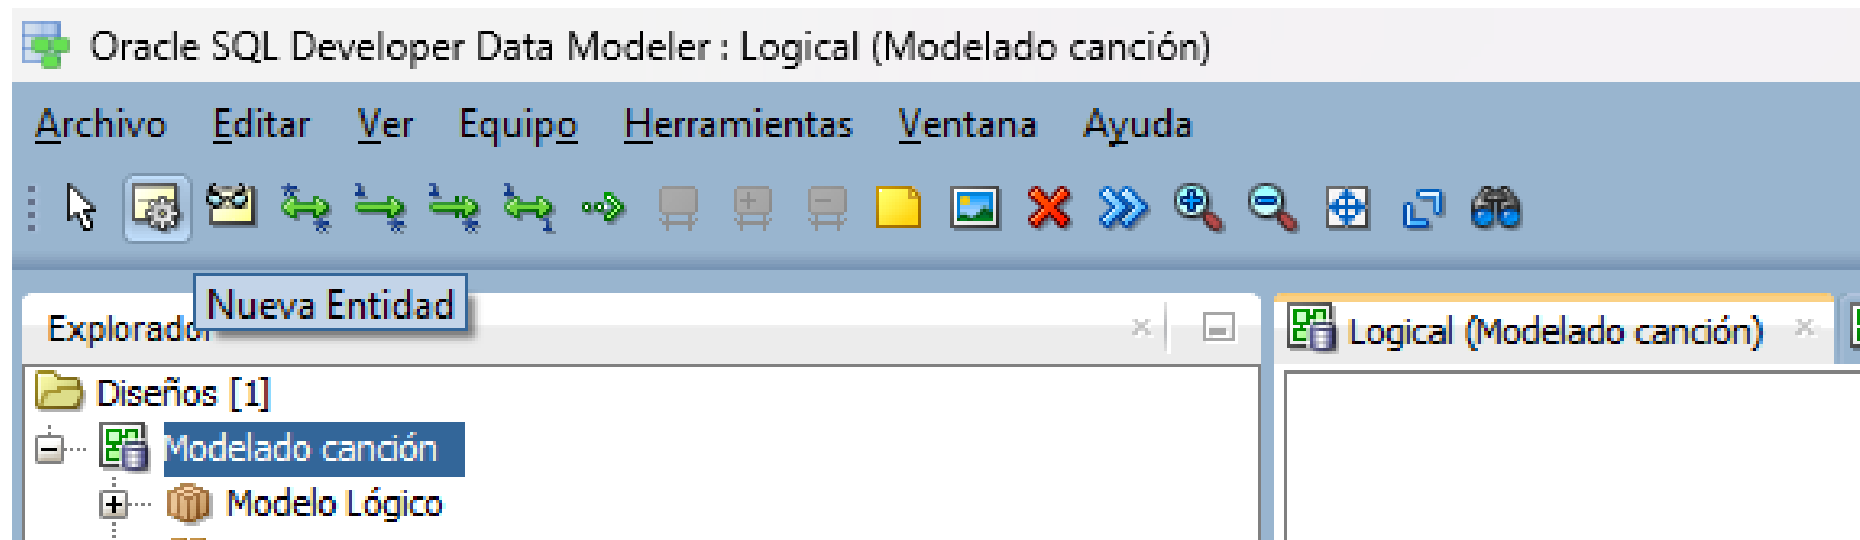 Oracle SQL Developer Data Modeler : Logical (Modelado canción)
Archivo Editar Ver Equipo Herramientas Ventana Ayuda
Nueva Entidad
Explorador
Logical (Modelado canción)
Diseños [1]
Modelado canción
Modelo Lógico